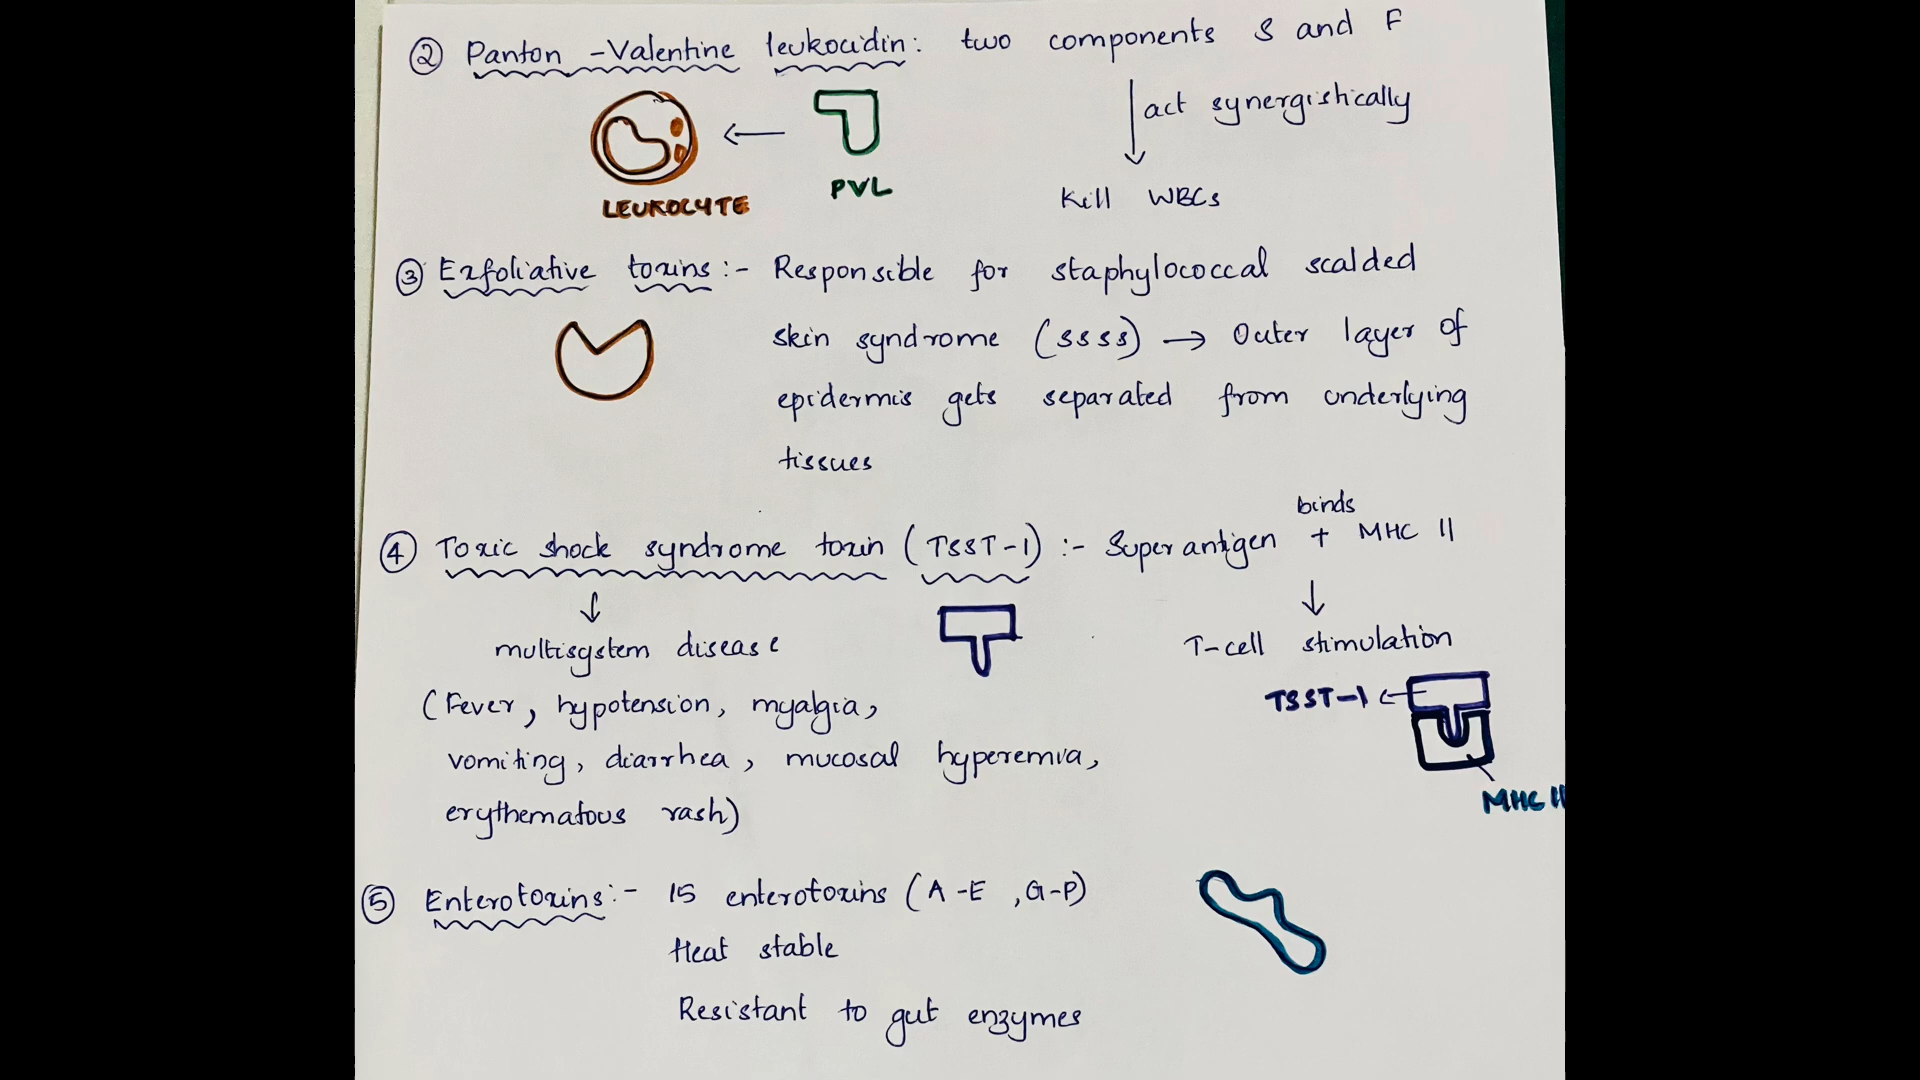 ② Panton -Valentine leukocidin: two components S and F
act synergistically
PVL
LEUKOCYTE
Kill WBCs
③ Exfoliative toxins :- Responsible for staphylococcal scalded
skin syndrome (SSSS) → Outer layer of
epidermis gets separated from underlying
tissues
binds
④ Toxic shock syndrome toxin (TSST-1) :- Superantigen + MHC II
↓
multisystem disease
T-cell stimulation
(Fever, hypotension, myalgia,
TSST-1
vomiting, diarrhea, mucosal hyperemia,
MHC II
erythematous rash)
⑤ Enterotoxins:- 15 enterotoxins (A-E, G-P)
Heat stable
Resistant to gut enzymes